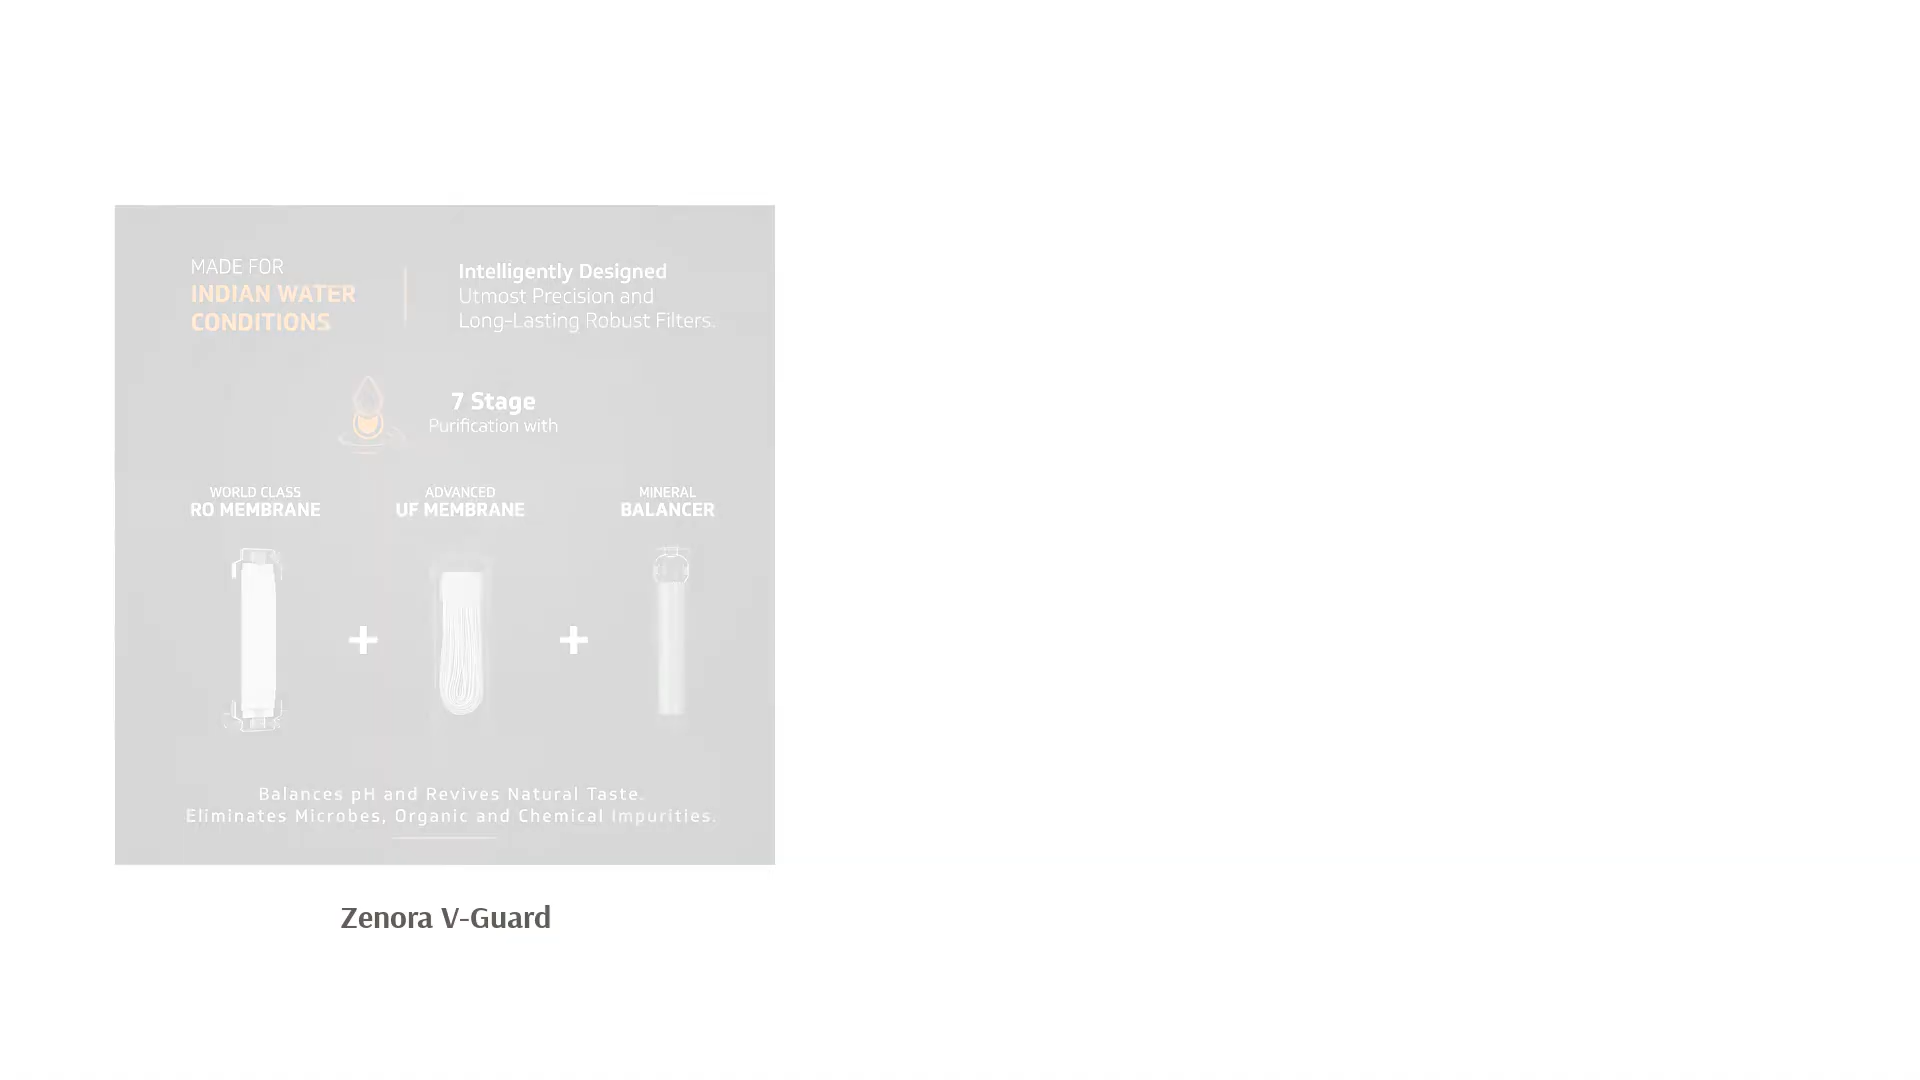 MADE FOR
INDIAN WATER
CONDITIONS
Intelligently Designed
Utmost Precision and
Long-Lasting Robust Filters.
7 Stage
Purification with
WORLD CLASS
RO MEMBRANE
ADVANCED
UF MEMBRANE
MINERAL
BALANCER
+
+
Balances pH and Revives Natural Taste.
Eliminates Microbes, Organic and Chemical Impurities.
Zenora V-Guard